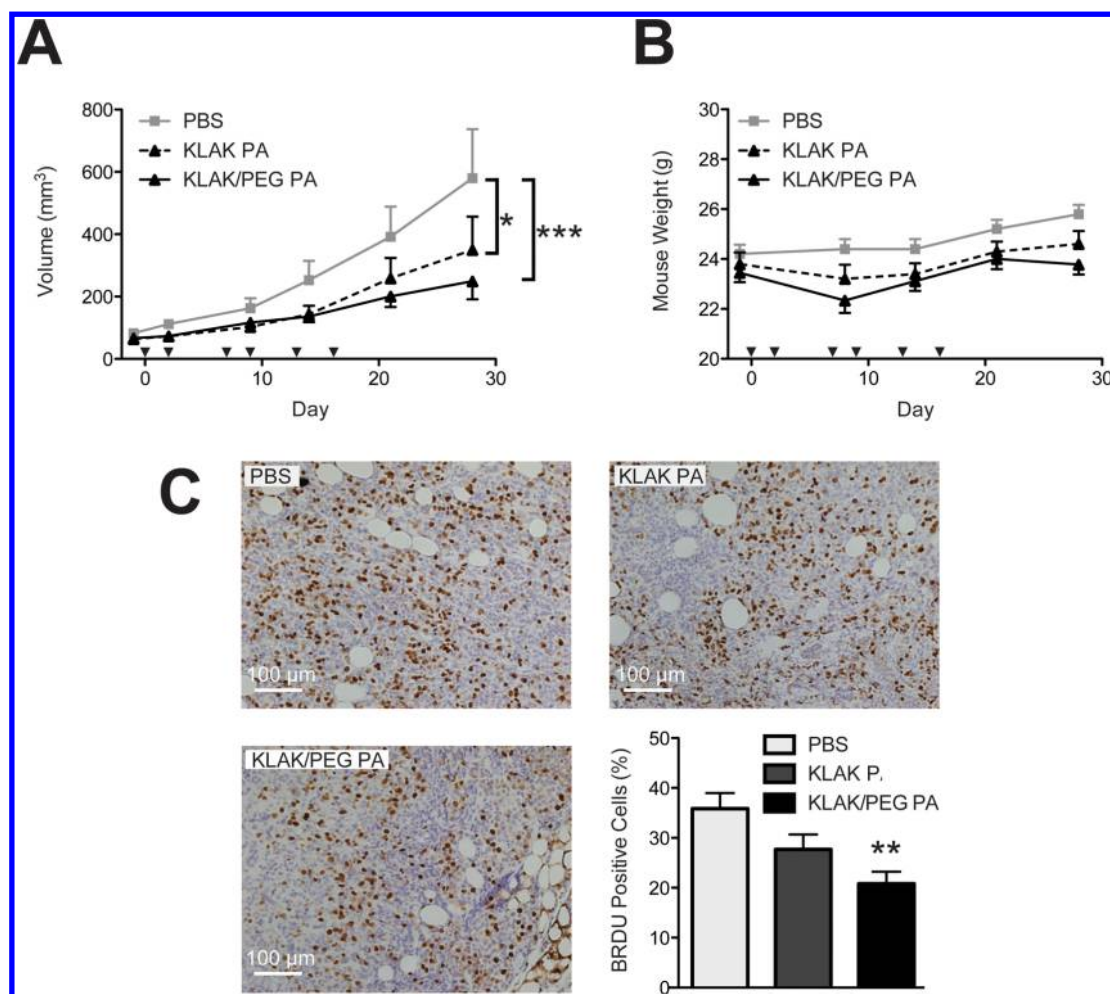 A
B
800
600
400
200
0
Volume (mm³)
PBS
KLAK PA
KLAK/PEG PA
*
***
0
10
20
30
Day
30
28
26
24
22
20
Mouse Weight (g)
PBS
KLAK PA
KLAK/PEG PA
0
10
20
30
Day
C
PBS
100 μm
KLAK PA
100 μm
KLAK/PEG PA
100 μm
50
40
30
20
10
0
BRDU Positive Cells (%)
PBS
KLAK P.
KLAK/PEG PA
**